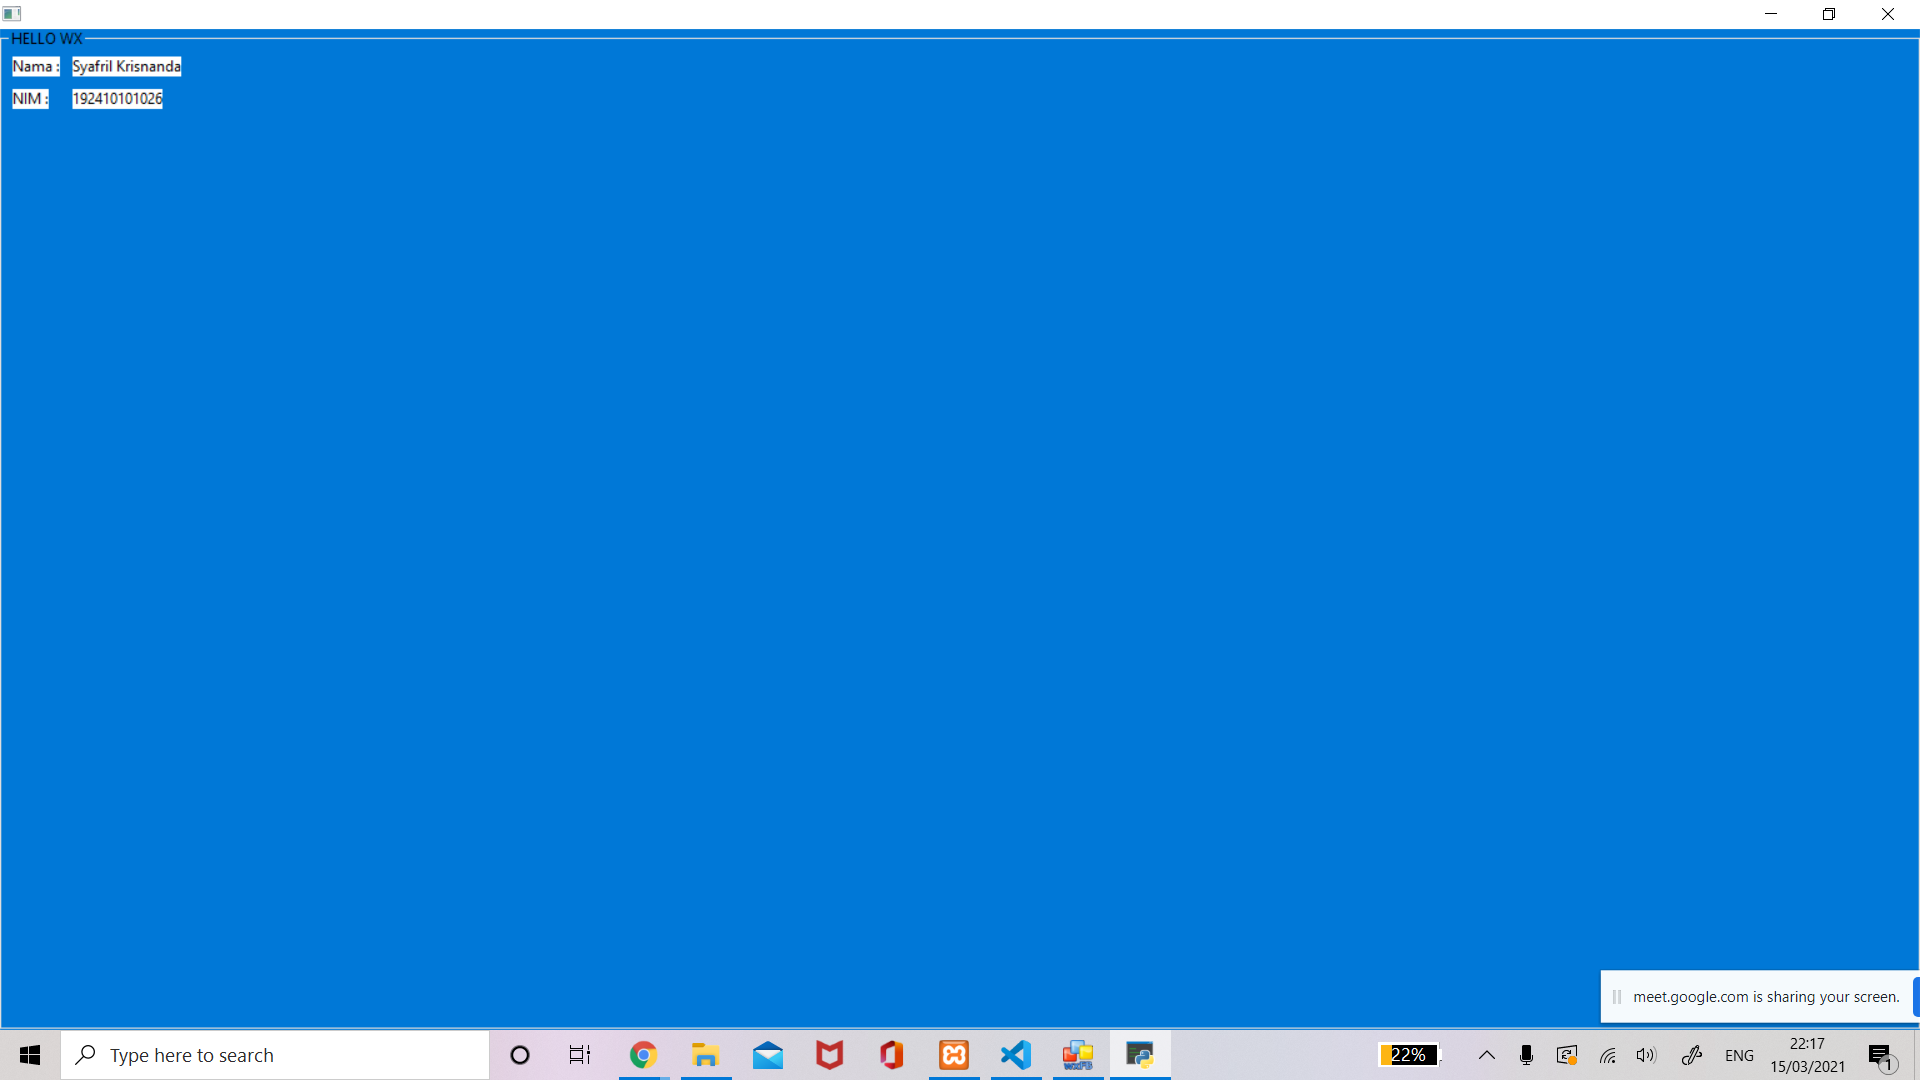 HELLO WX
Nama : Syafril Krisnanda
NIM : 192410101026
meet.google.com is sharing your screen.
Type here to search
wxFB
22%
ENG
22:17
15/03/2021
1